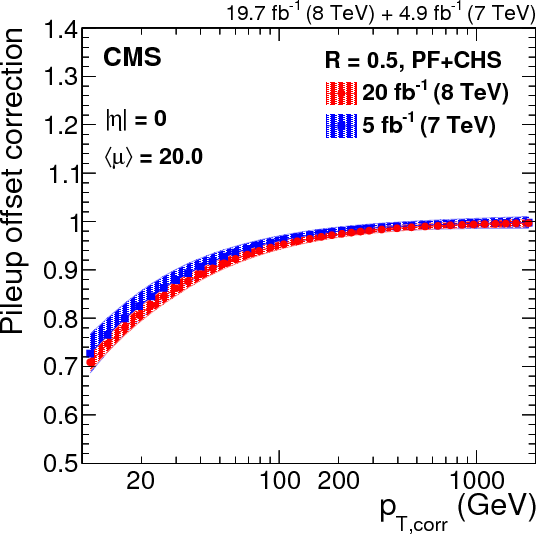 19.7 fb⁻¹ (8 TeV) + 4.9 fb⁻¹ (7 TeV)
Pileup offset correction
1.4
1.3
1.2
1.1
1
0.9
0.8
0.7
0.6
0.5
CMS
|η| = 0
⟨μ⟩ = 20.0
R = 0.5, PF+CHS
20 fb⁻¹ (8 TeV)
5 fb⁻¹ (7 TeV)
20 100 200 1000
p_T,corr (GeV)